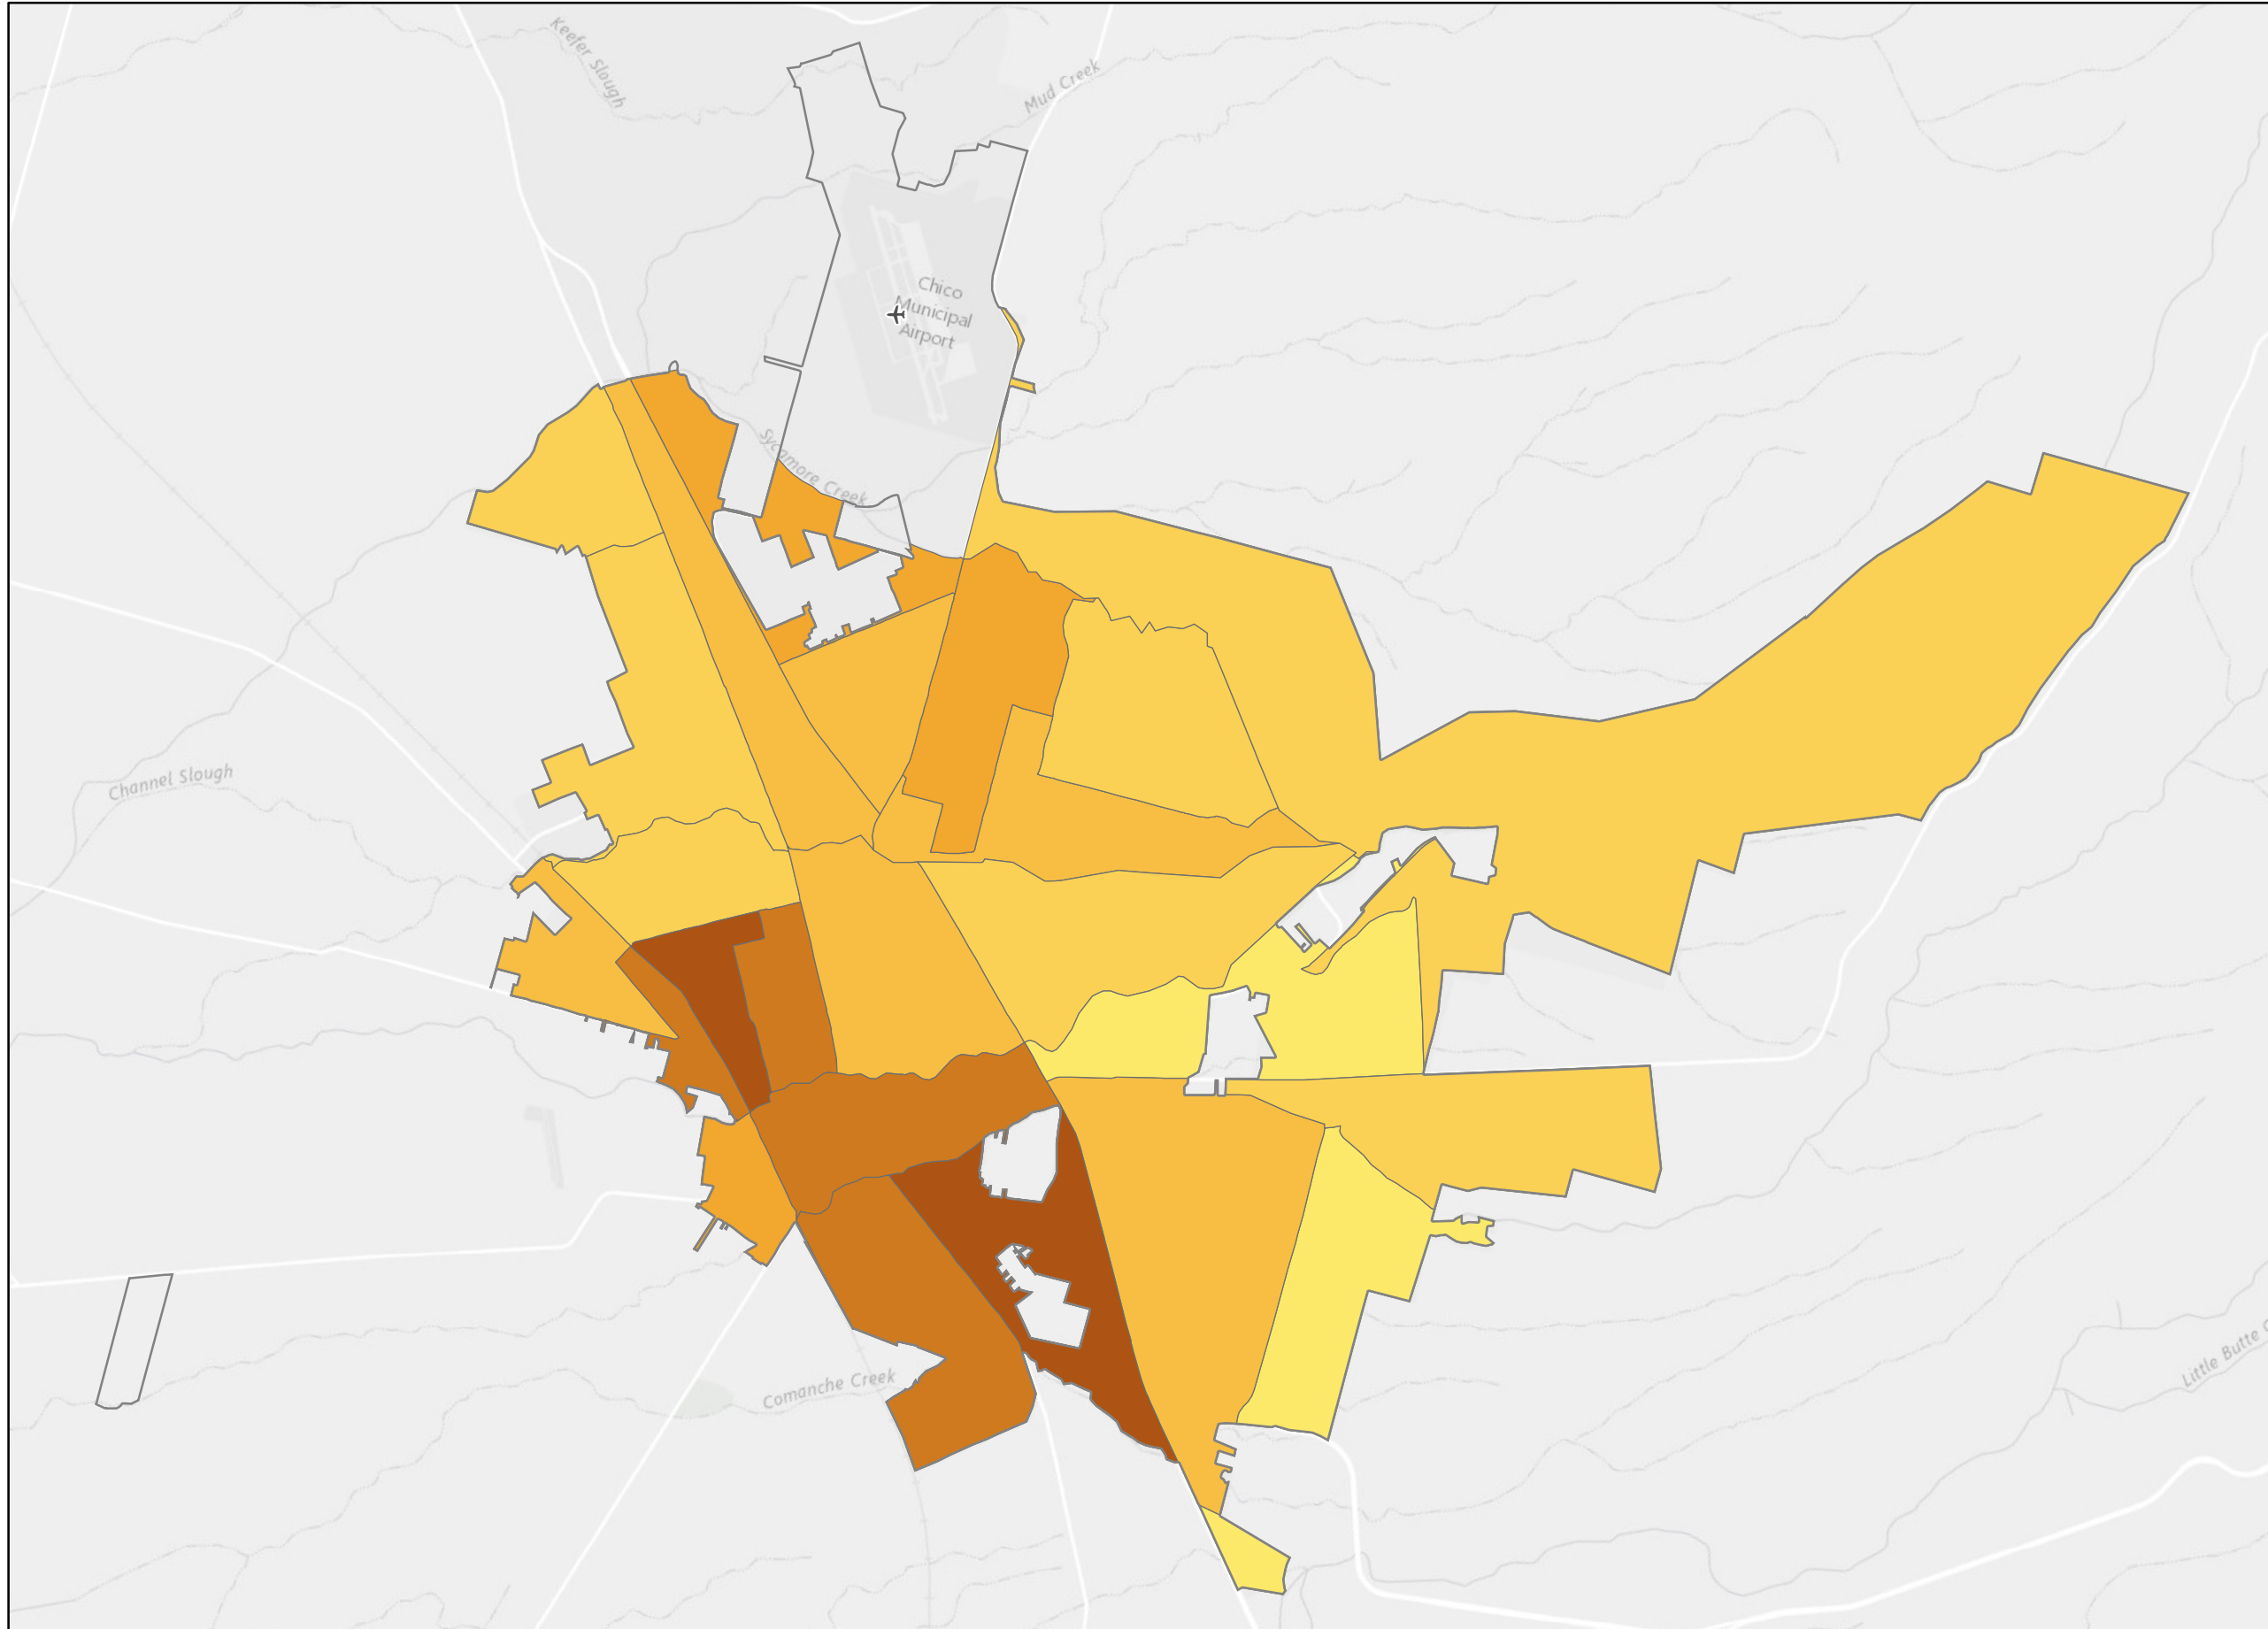 Keefer Slough
Mud Creek
Chico
Municipal
Airport
Sycamore Creek
Channel Slough
Comanche Creek
Little Butte